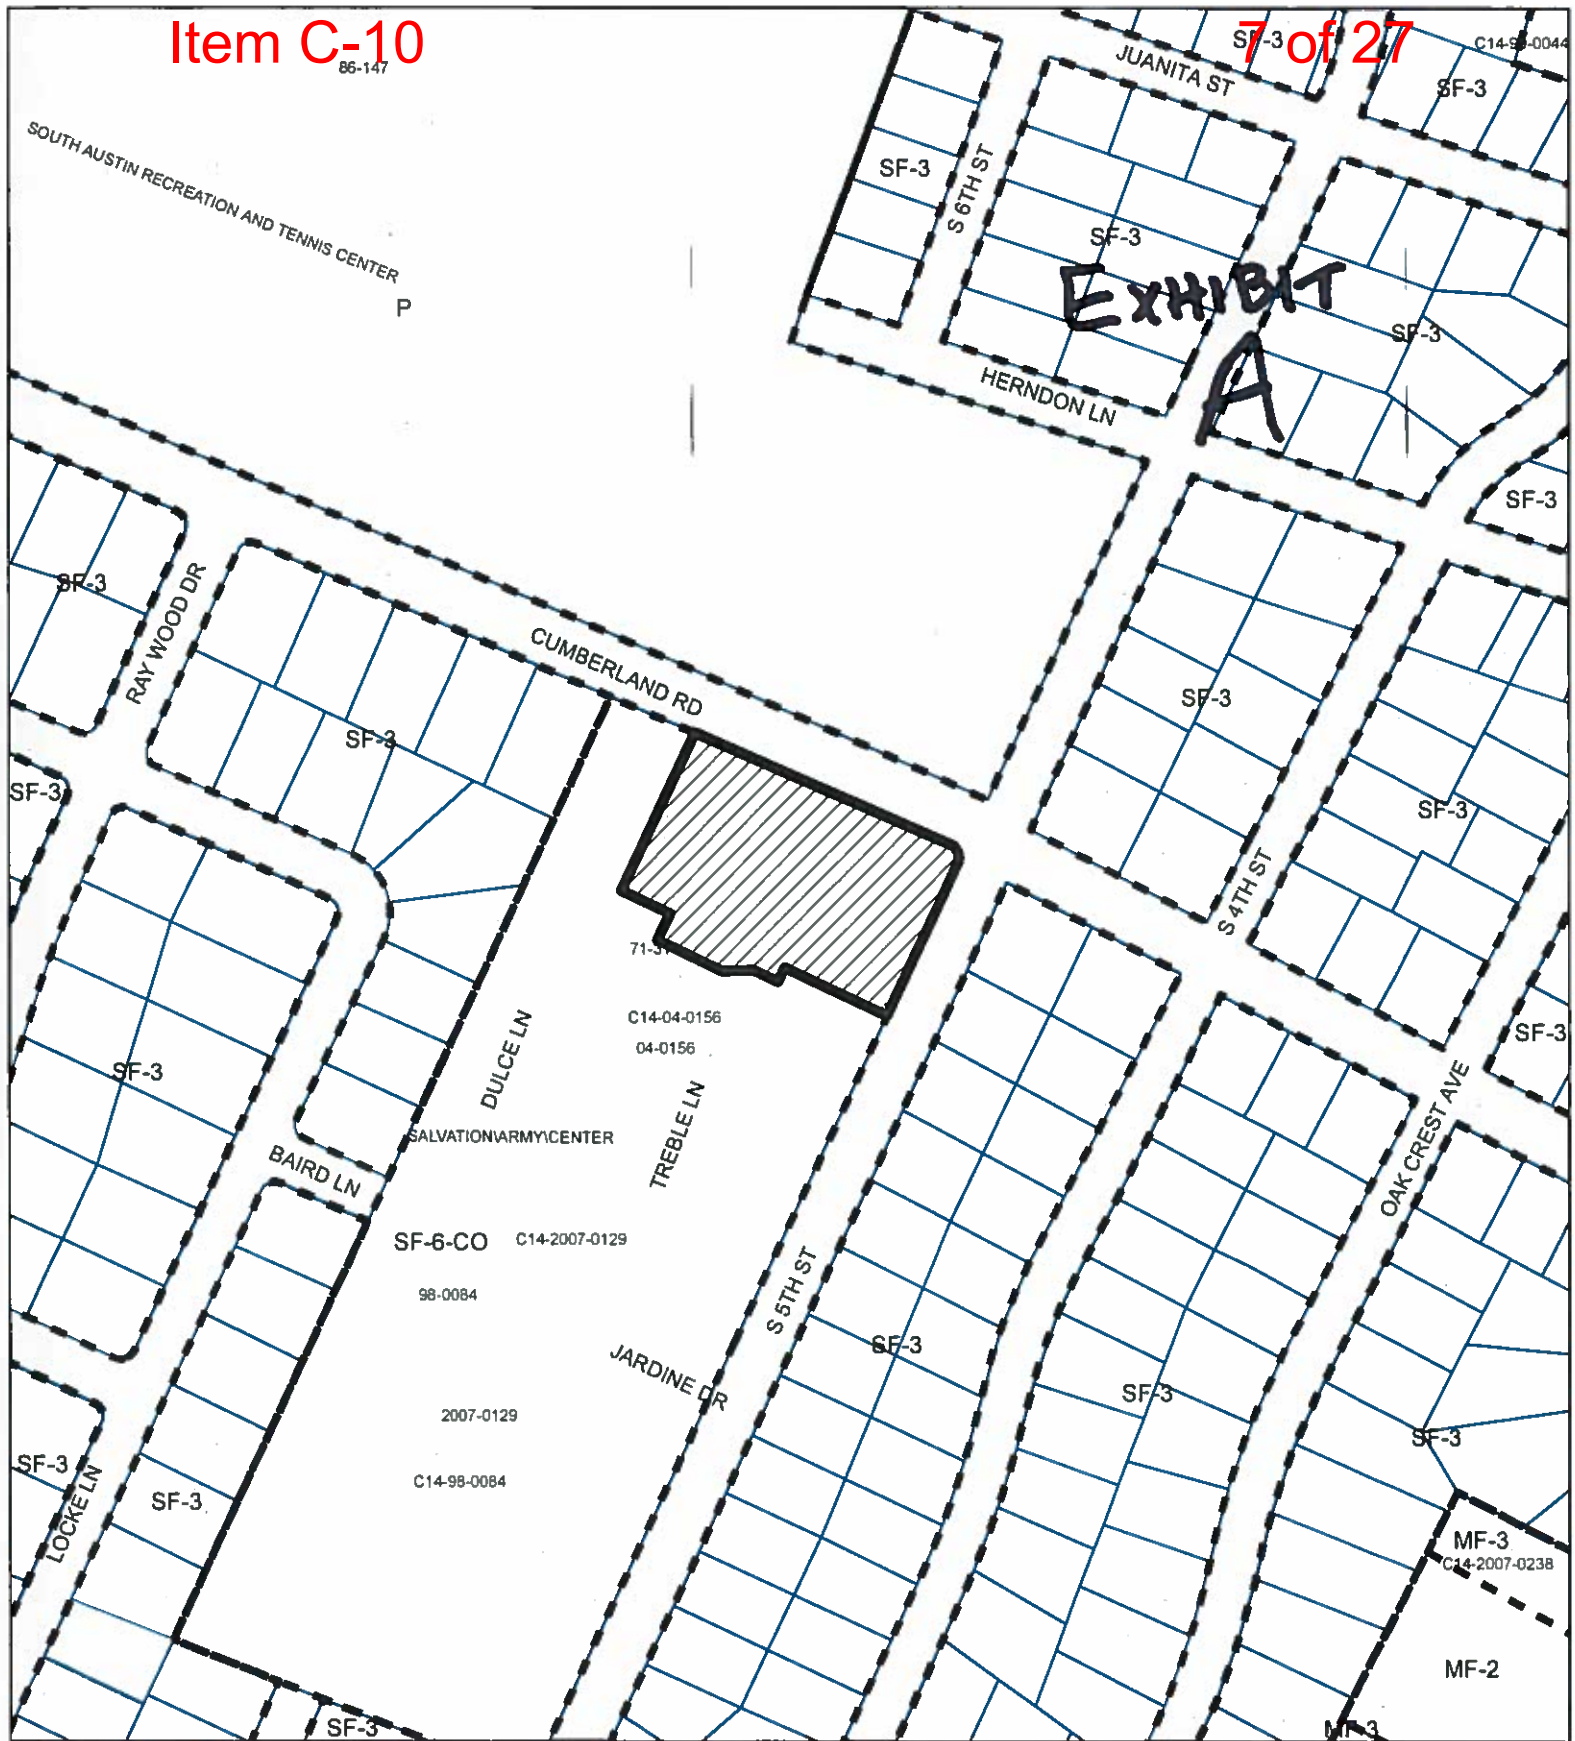 Item C-10
7 of 27
86-147
SF-3
C14-99-0044
JUANITA ST
SF-3
SOUTH AUSTIN RECREATION AND TENNIS CENTER
P
SF-3
S 6TH ST
SF-3
EXHIBIT
A
SF-3
HERNDON LN
SF-3
SF-3
RAY WOOD DR
CUMBERLAND RD
SF-3
SF-3
SF-3
SF-3
S 4TH ST
C14-04-0156
04-0156
DULCE LN
TREBLE LN
SF-3
SF-3
SALVATION\ARMY\CENTER
BAIRD LN
OAK CREST AVE
SF-6-CO
C14-2007-0129
98-0084
S 5TH ST
SF-3
JARDINE DR
SF-3
2007-0129
SF-3
C14-98-0084
SF-3
LOCKE LN
SF-3
MF-3
C14-2007-0238
MF-2
SF-3
MF-3